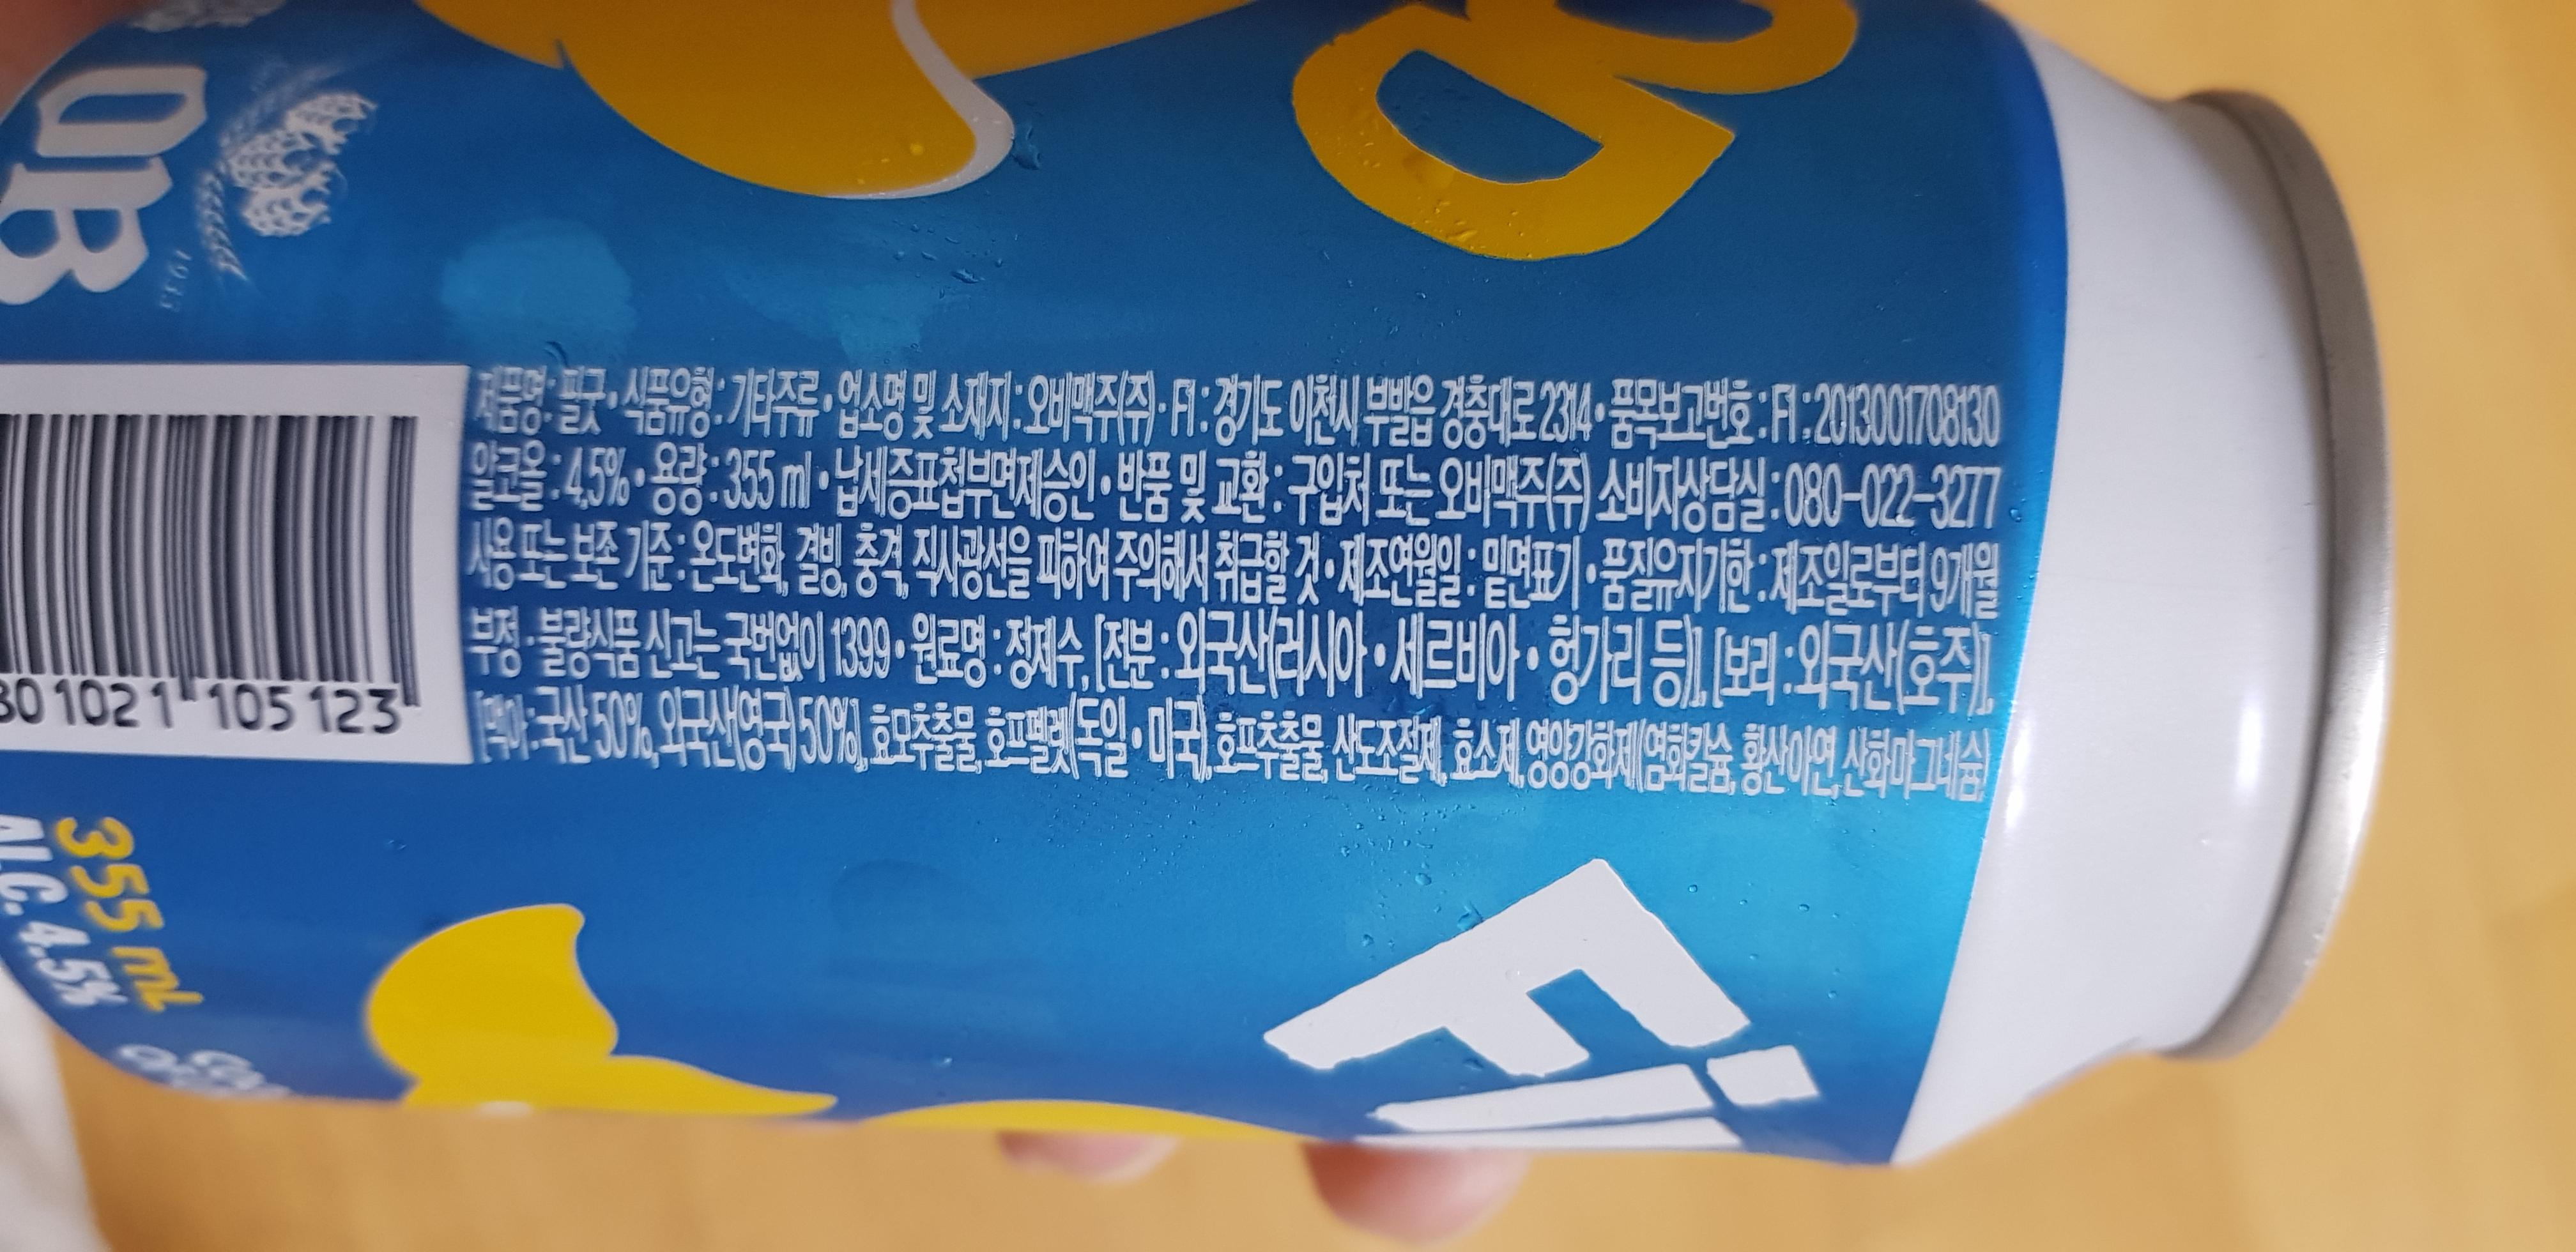 제품명: 필굿 • 식품유형: 기타주류 • 업소명 및 소재지: 오비맥주(주) · F1 : 경기도 이천시 부발읍 경충대로 2314 • 품목보고번호 : F1 : 2013001708130
알코올 : 4.5% • 용량 : 355 ml • 납세증표첩부면제승인 • 반품 및 교환 : 구입처 또는 오비맥주(주) 소비자상담실 : 080-022-3277
사용 또는 보존 기준 : 온도변화, 결빙, 충격, 직사광선을 피하여 주의해서 취급할 것 • 제조연월일 : 밑면표기 • 품질유지기한 : 제조일로부터 9개월
부정 · 불량식품 신고는 국번없이 1399 • 원료명 : 정제수, [전분 : 외국산(러시아 • 세르비아 • 헝가리 등)], [보리 : 외국산(호주)],
[맥아 : 국산 50%, 외국산(영국) 50%], 효모추출물, 호프펠렛(독일 • 미국), 호프추출물, 산도조절제, 효소제, 영양강화제(염화칼슘, 황산아연, 산화마그네슘)
OB
1933
801021 105123
355 mL
ALC. 4.5%
Fil